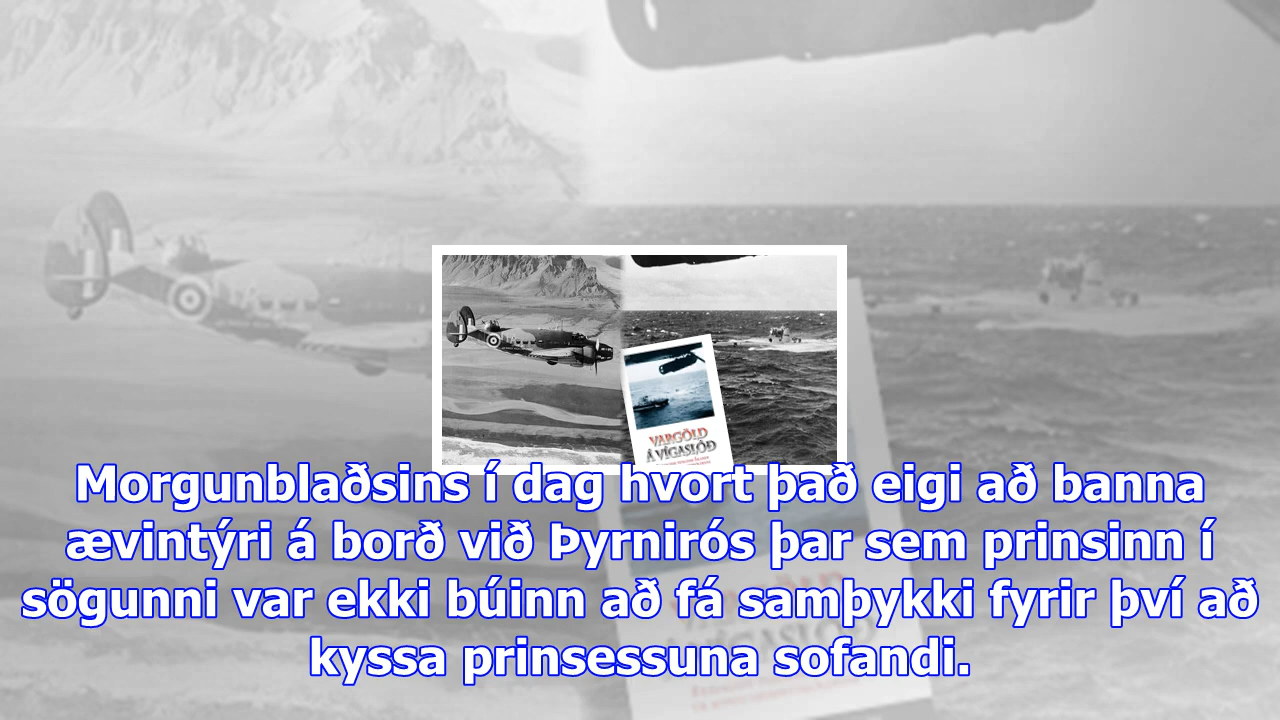 VARGÖLD
Á VÍGASLÓÐ
Morgunblaðsins í dag hvort það eigi að banna
ævintýri á borð við Þyrnirós þar sem prinsinn í
sögunni var ekki búinn að fá samþykki fyrir því að
kyssa prinsessuna sofandi.